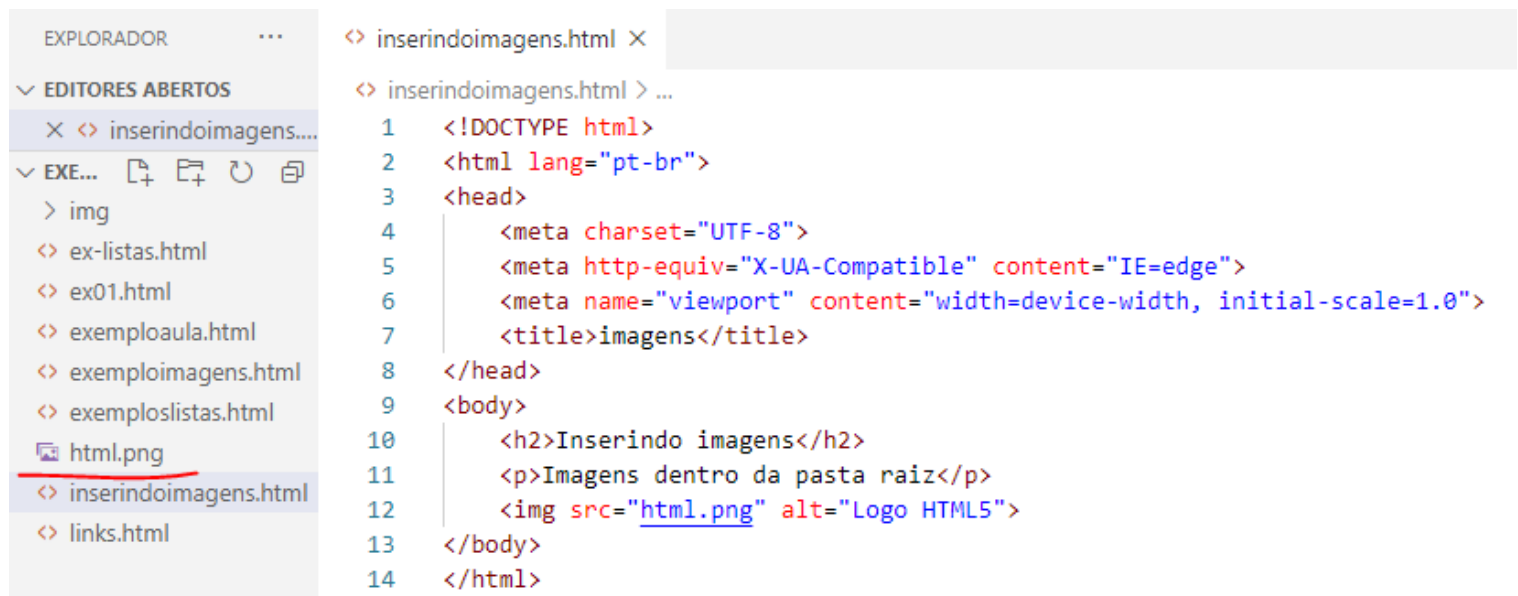 EXPLORADOR ...
EDITORES ABERTOS
inserindoimagens....
EXE...
img
ex-listas.html
ex01.html
exemploaula.html
exemploimagens.html
exemploslistas.html
html.png
inserindoimagens.html
links.html
inserindoimagens.html
inserindoimagens.html > ...
1 <!DOCTYPE html>
2 <html lang="pt-br">
3 <head>
4 <meta charset="UTF-8">
5 <meta http-equiv="X-UA-Compatible" content="IE=edge">
6 <meta name="viewport" content="width=device-width, initial-scale=1.0">
7 <title>imagens</title>
8 </head>
9 <body>
10 <h2>Inserindo imagens</h2>
11 <p>Imagens dentro da pasta raiz</p>
12 <img src="html.png" alt="Logo HTML5">
13 </body>
14 </html>